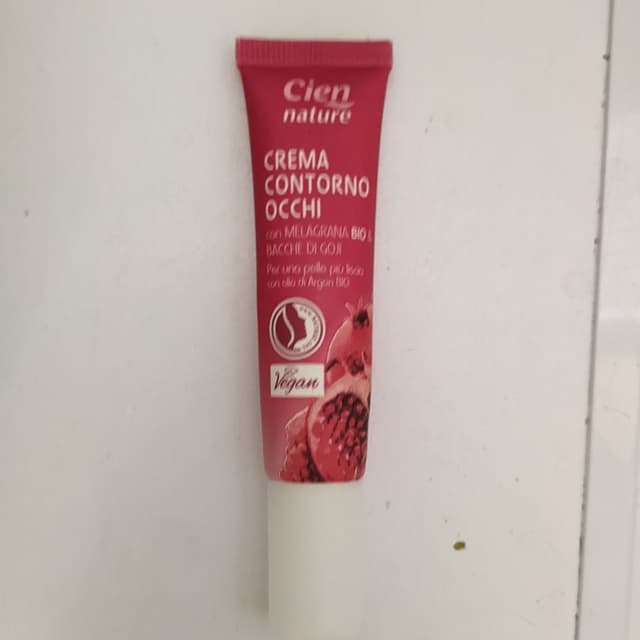 Cien
nature
CREMA
CONTORNO
OCCHI
con MELAGRANA BIO &
BACCHE DI GOJI
Per una pelle più liscia
con olio di Argan BIO
Vegan